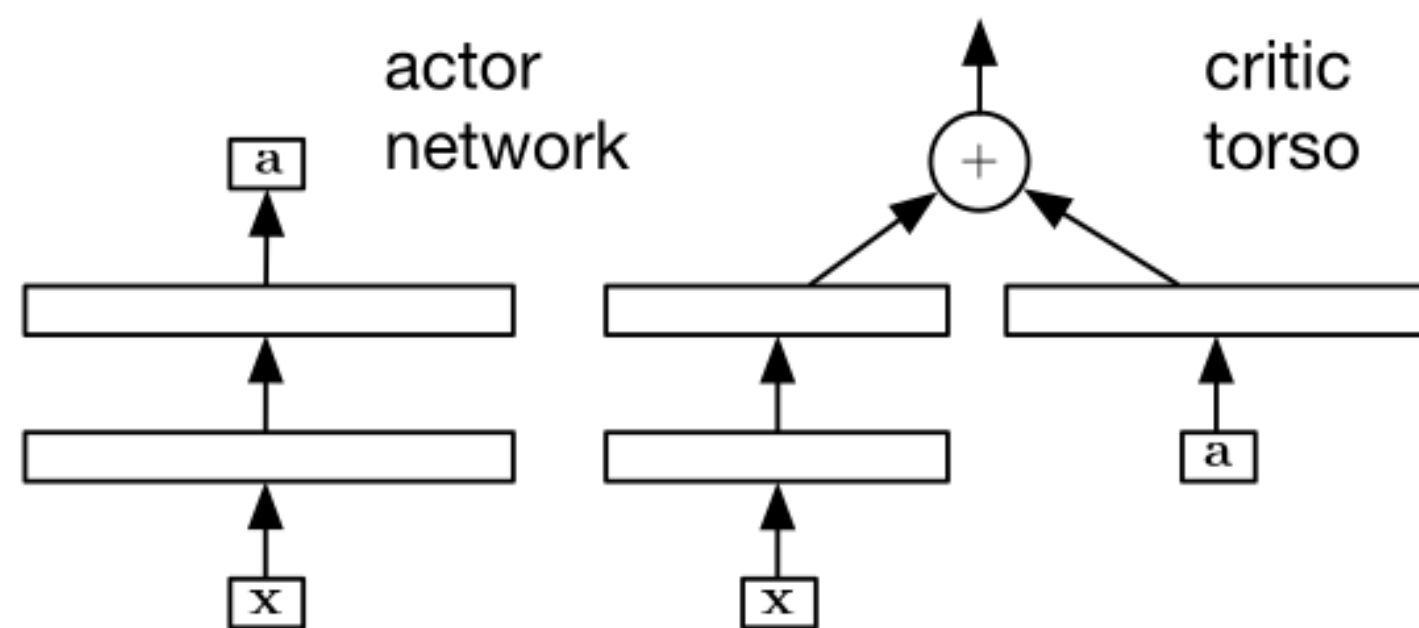 actor
network
critic
torso
a
+
a
x
x